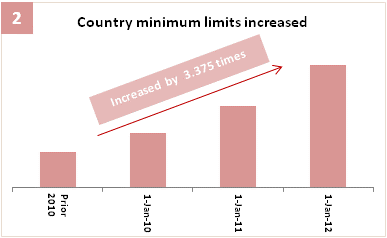 2
Country minimum limits increased
Increased by 3.375 times
Prior
2010
1-Jan-10
1-Jan-11
1-Jan-12